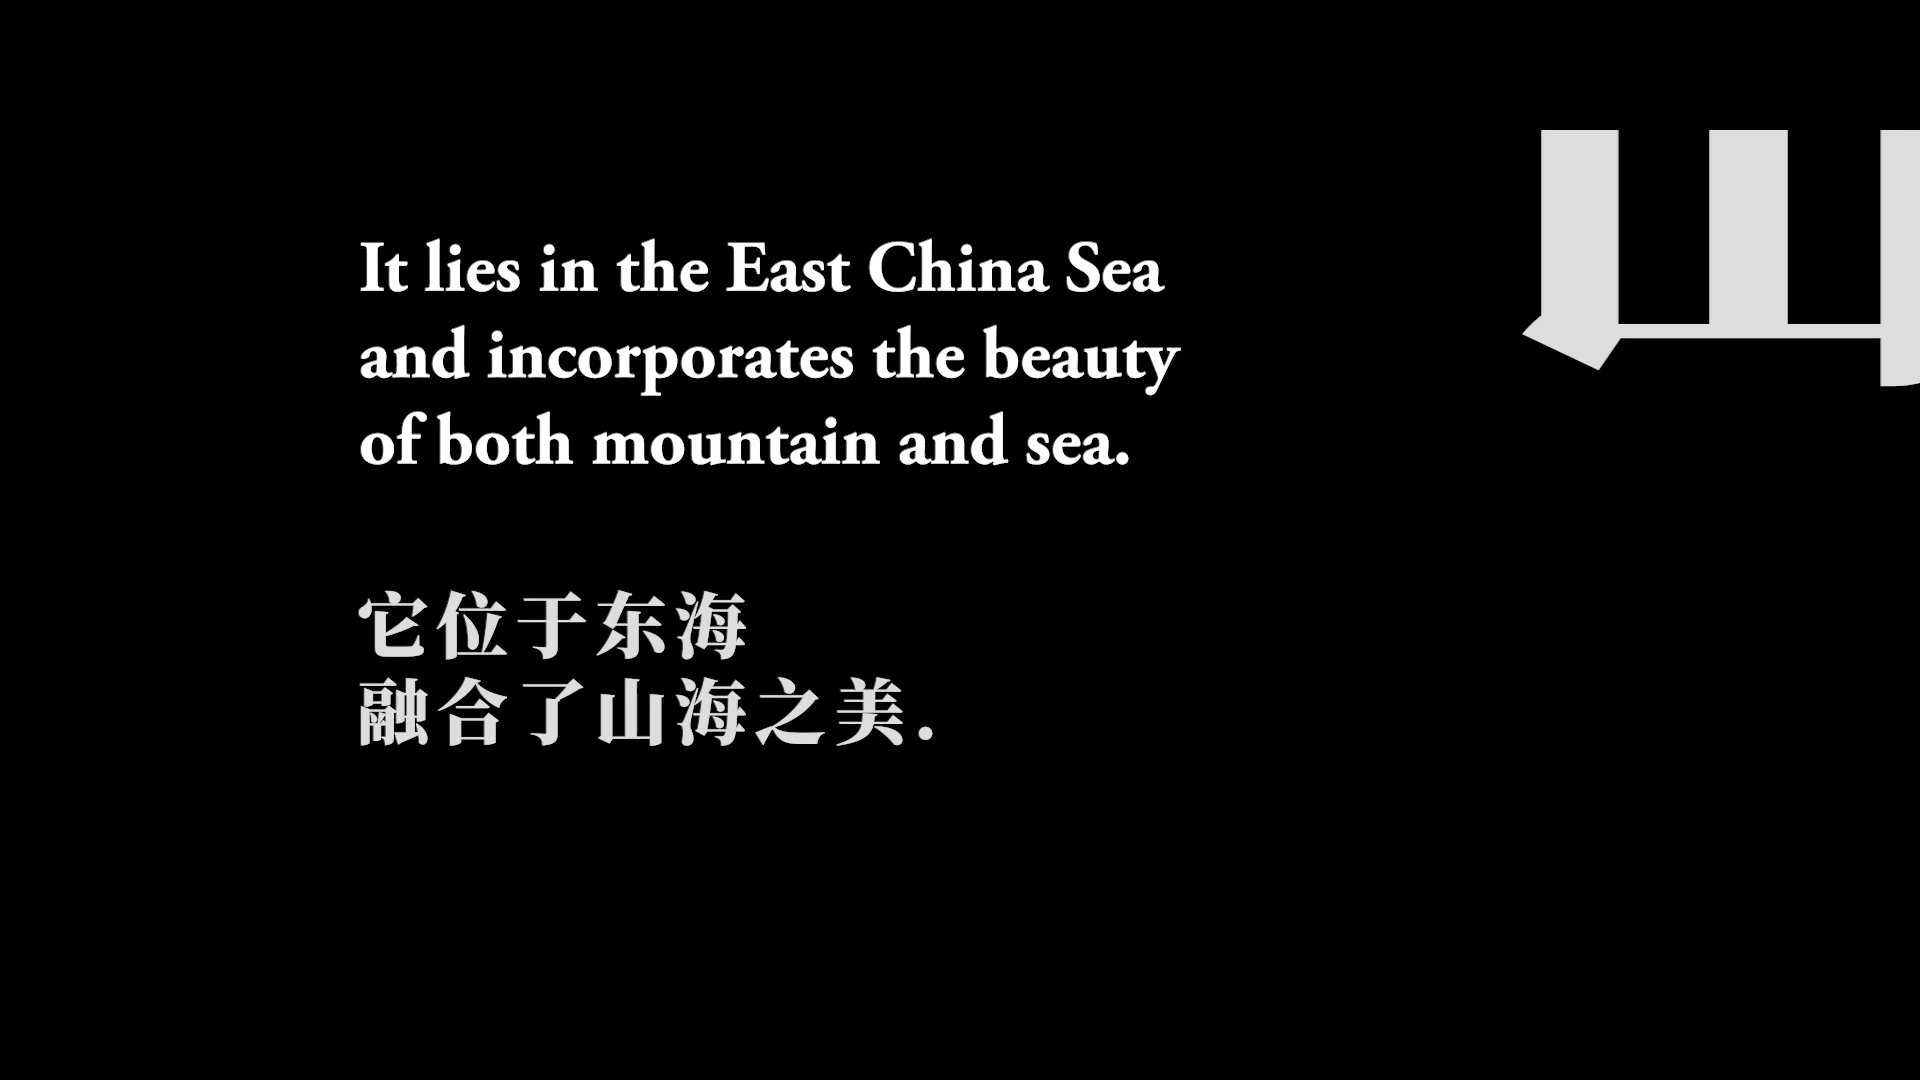 It lies in the East China Sea
and incorporates the beauty
of both mountain and sea.
它位于东海
融合了山海之美.
山